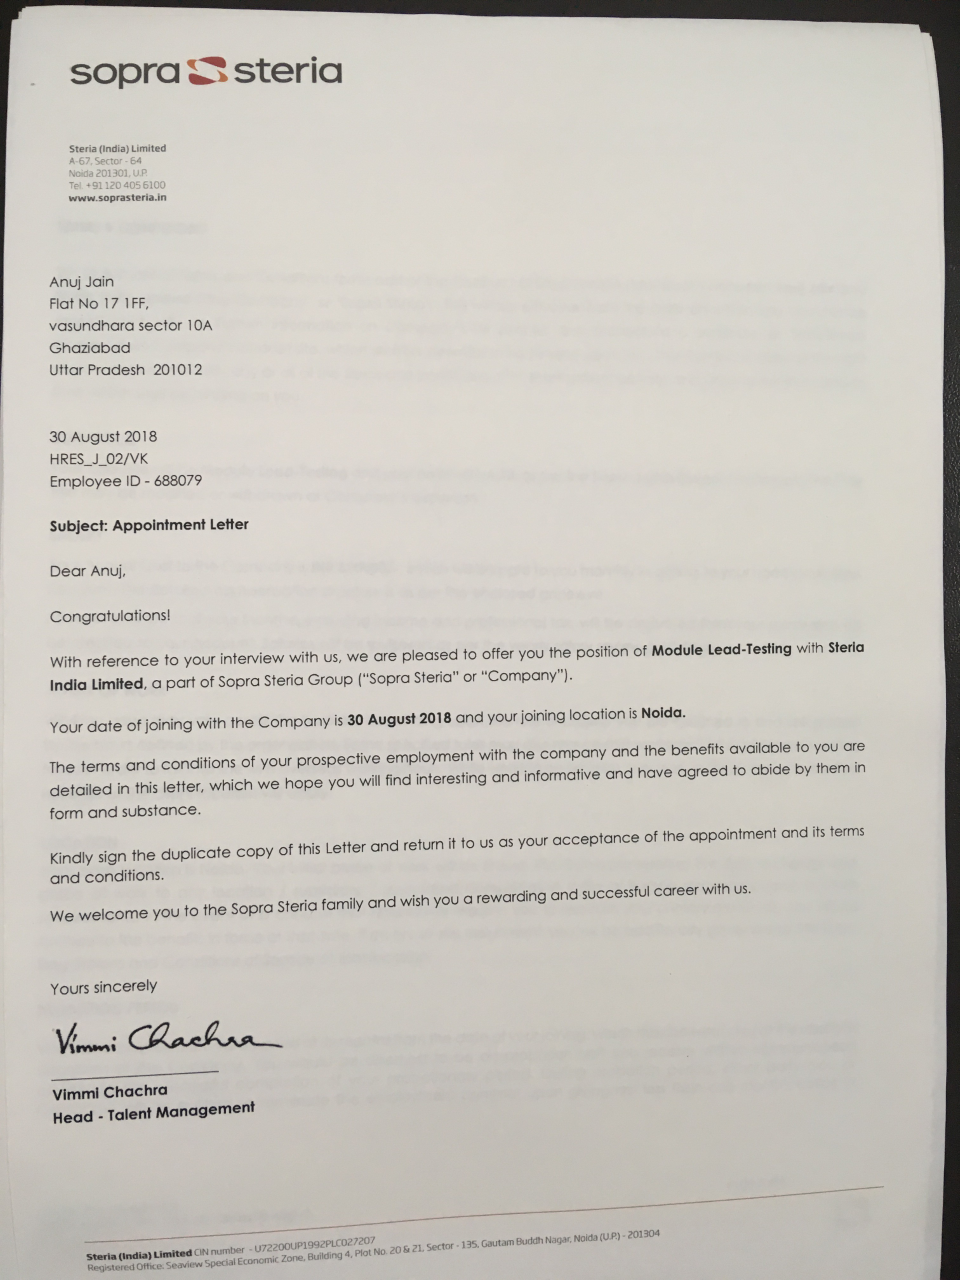 sopra steria
Steria (India) Limited
A-67, Sector - 64
Noida 201301, U.P.
Tel. +91 120 405 6100
www.soprasteria.in
Anuj Jain
Flat No 17 1FF,
vasundhara sector 10A
Ghaziabad
Uttar Pradesh 201012
30 August 2018
HRES_J_02/VK
Employee ID - 688079
Subject: Appointment Letter
Dear Anuj,
Congratulations!
With reference to your interview with us, we are pleased to offer you the position of Module Lead-Testing with Steria
India Limited, a part of Sopra Steria Group ("Sopra Steria" or "Company").
Your date of joining with the Company is 30 August 2018 and your joining location is Noida.
The terms and conditions of your prospective employment with the company and the benefits available to you are
detailed in this letter, which we hope you will find interesting and informative and have agreed to abide by them in
form and substance.
Kindly sign the duplicate copy of this Letter and return it to us as your acceptance of the appointment and its terms
and conditions.
We welcome you to the Sopra Steria family and wish you a rewarding and successful career with us.
Yours sincerely
Vimmi Chachra
Vimmi Chachra
Head - Talent Management
Steria (India) Limited CIN number - U72200UP1992PLC027207
Registered Office: Seaview Special Economic Zone, Building 4, Plot No. 20 & 21, Sector - 135, Gautam Buddh Nagar, Noida (U.P.) - 201304